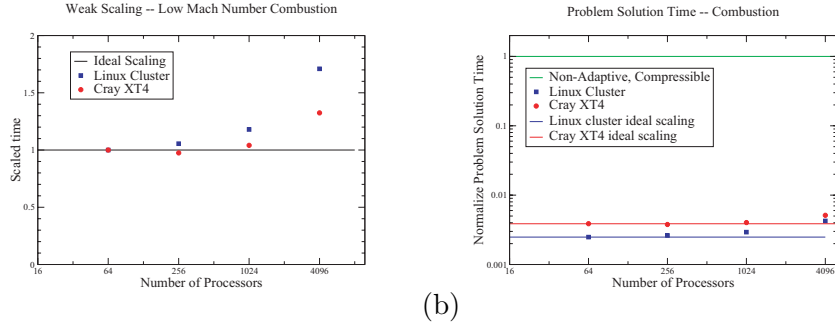 Weak Scaling -- Low Mach Number Combustion
2
1.5
1
0.5
0
Scaled time
Ideal Scaling
Linux Cluster
Cray XT4
16
64
256
1024
4096
Number of Processors
(b)
Problem Solution Time -- Combustion
1
0.1
0.01
0.001
Normalize Problem Solution Time
Non-Adaptive, Compressible
Linux Cluster
Cray XT4
Linux cluster ideal scaling
Cray XT4 ideal scaling
16
64
256
1024
4096
Number of Processors